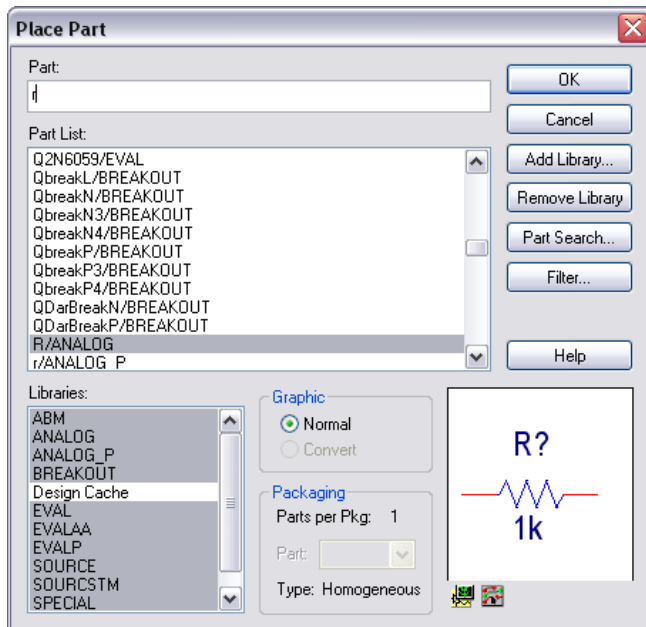 Place Part
Part:
r
OK
Cancel
Part List:
Q2N6059/EVAL
QbreakL/BREAKOUT
QbreakN/BREAKOUT
QbreakN3/BREAKOUT
QbreakN4/BREAKOUT
QbreakP/BREAKOUT
QbreakP3/BREAKOUT
QbreakP4/BREAKOUT
QDarBreakN/BREAKOUT
QDarBreakP/BREAKOUT
R/ANALOG
r/ANALOG_P
Add Library...
Remove Library
Part Search...
Filter...
Help
Libraries:
ABM
ANALOG
ANALOG_P
BREAKOUT
Design Cache
EVAL
EVALAA
EVALP
SOURCE
SOURCSTM
SPECIAL
Graphic
Normal
Convert
Packaging
Parts per Pkg: 1
Part:
Type: Homogeneous
R?
1k